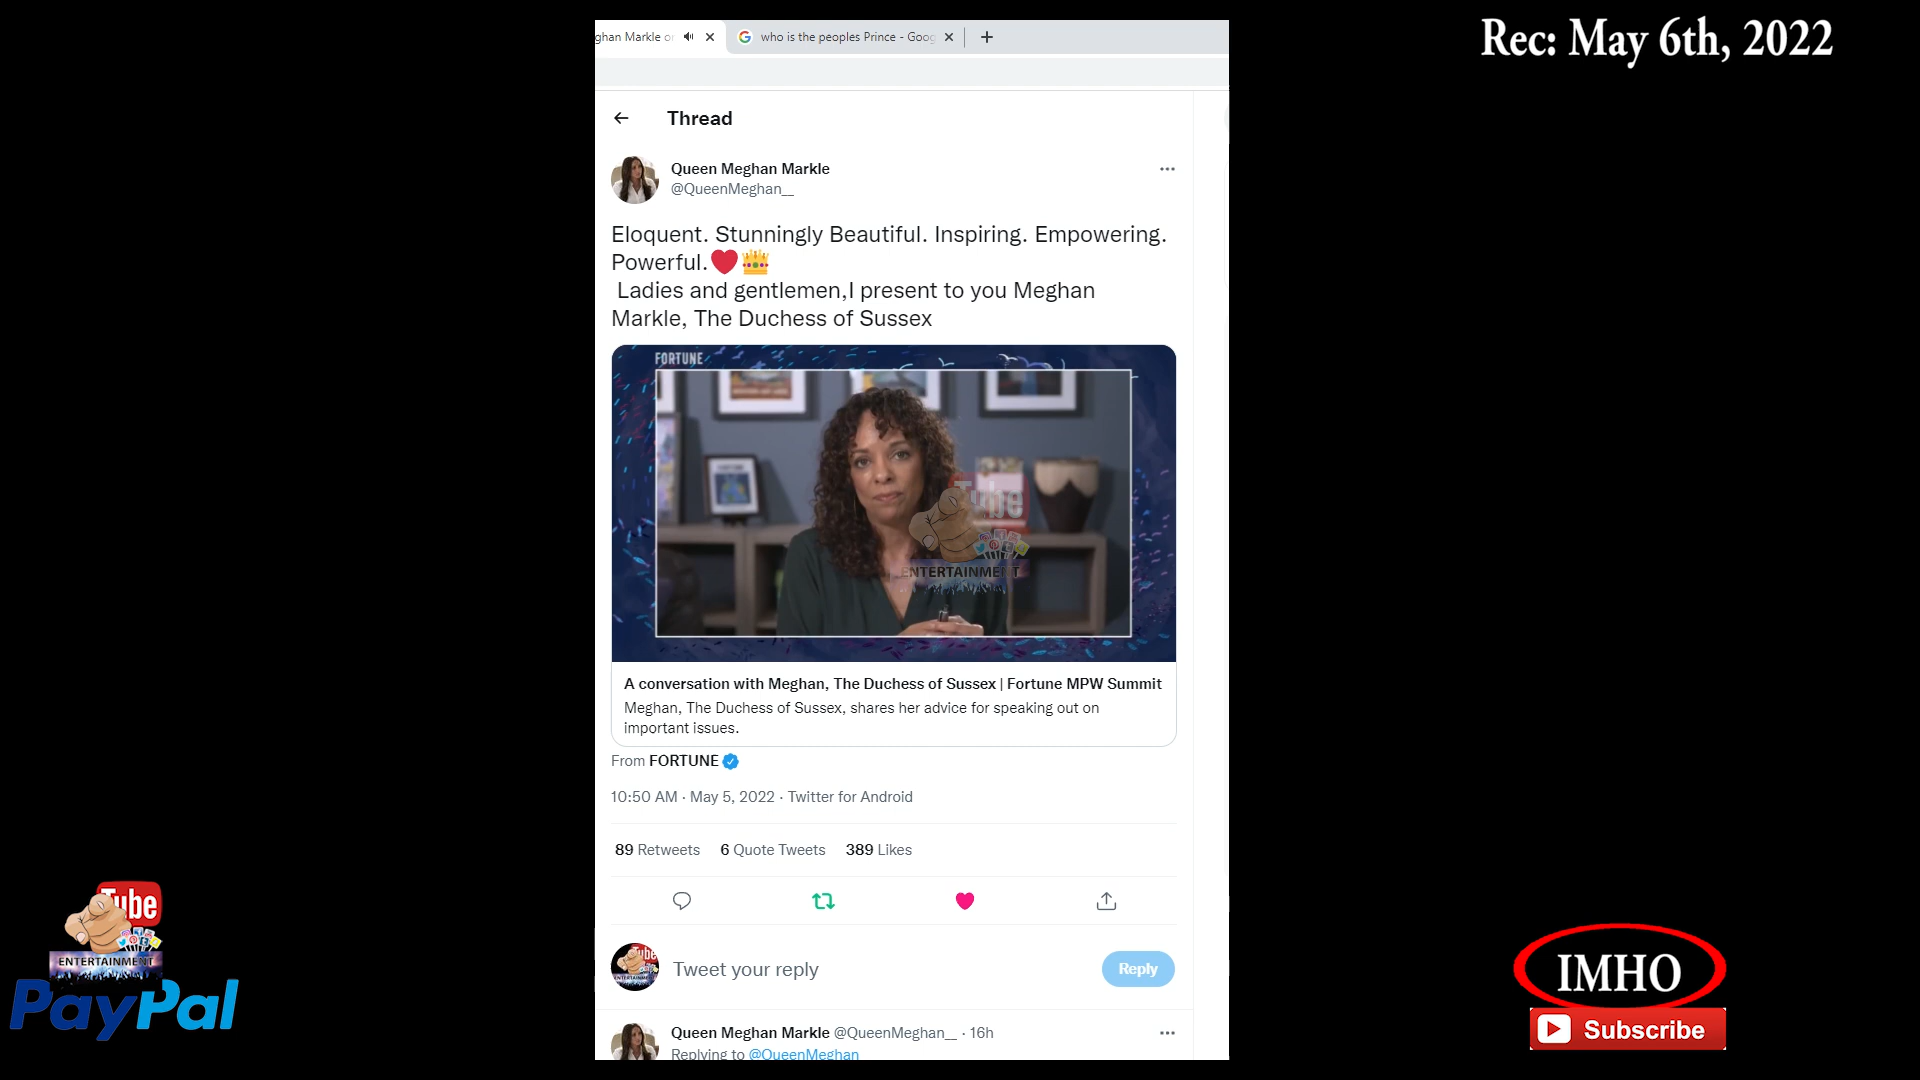 Rec: May 6th, 2022
ghan Markle or
who is the peoples Prince - Goog
Thread
Queen Meghan Markle
@QueenMeghan__
Eloquent. Stunningly Beautiful. Inspiring. Empowering.
Powerful.❤️👑
Ladies and gentlemen,I present to you Meghan
Markle, The Duchess of Sussex
FORTUNE
Tube
ENTERTAINMENT
A conversation with Meghan, The Duchess of Sussex | Fortune MPW Summit
Meghan, The Duchess of Sussex, shares her advice for speaking out on
important issues.
From FORTUNE
10:50 AM · May 5, 2022 · Twitter for Android
89 Retweets 6 Quote Tweets 389 Likes
Tweet your reply
Reply
Queen Meghan Markle @QueenMeghan__ · 16h
Replying to @QueenMeghan
Tube
ENTERTAINMENT
PayPal
IMHO
Subscribe